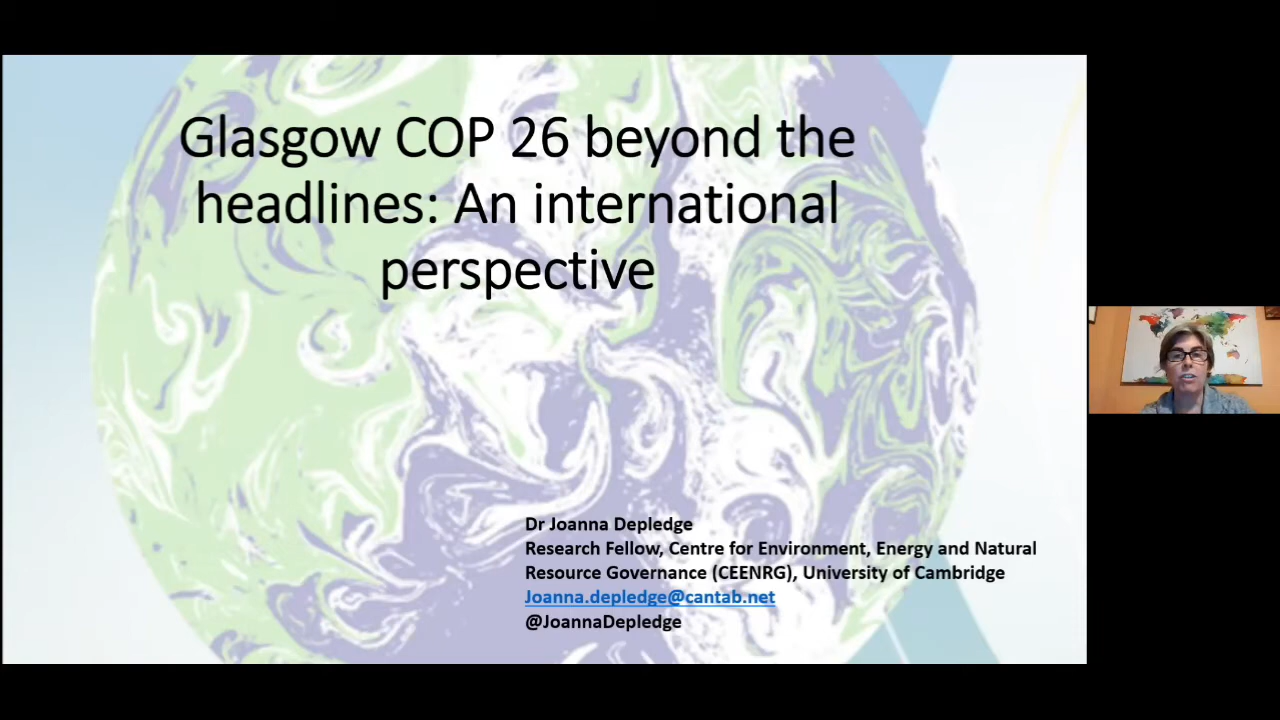 Glasgow COP 26 beyond the
headlines: An international
perspective
Dr Joanna Depledge
Research Fellow, Centre for Environment, Energy and Natural
Resource Governance (CEENRG), University of Cambridge
Joanna.depledge@cantab.net
@JoannaDepledge